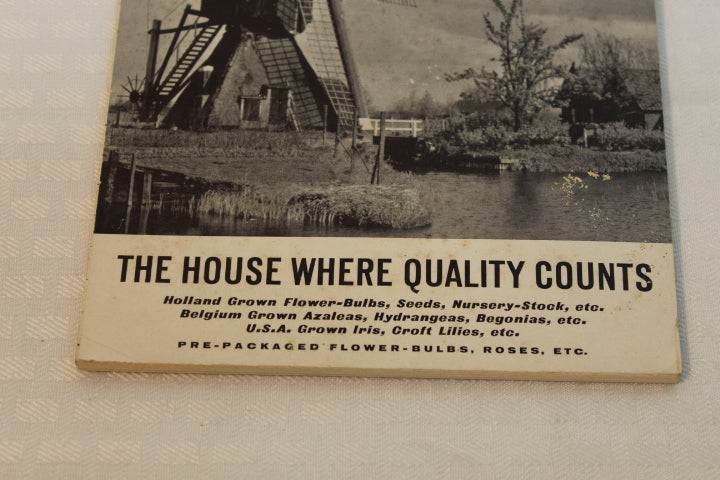 THE HOUSE WHERE QUALITY COUNTS
Holland Grown Flower-Bulbs, Seeds, Nursery-Stock, etc.
Belgium Grown Azaleas, Hydrangeas, Begonias, etc.
U.S.A. Grown Iris, Croft Lilies, etc.
PRE-PACKAGED FLOWER-BULBS, ROSES, ETC.